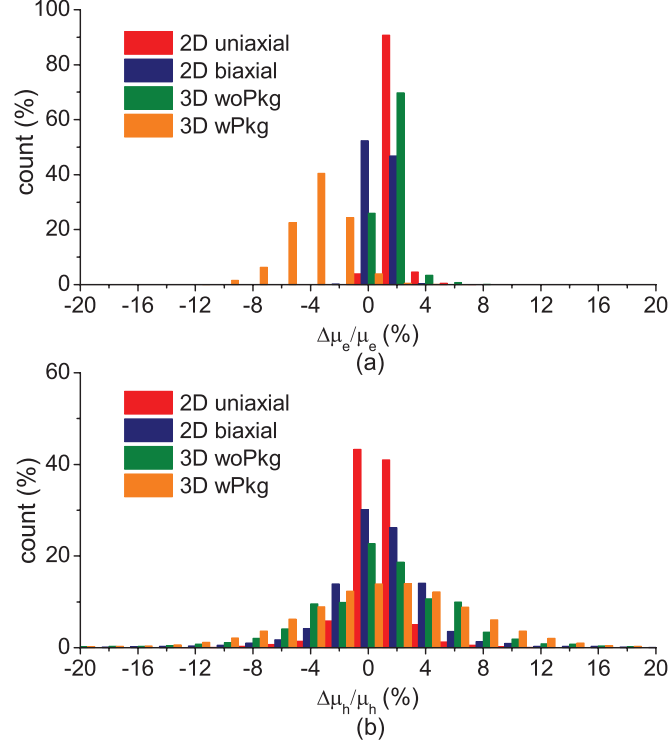 100
80
60
40
20
0
count (%)
2D uniaxial
2D biaxial
3D woPkg
3D wPkg
-20 -16 -12 -8 -4 0 4 8 12 16 20
Δμe/μe (%)
(a)
60
40
20
0
count (%)
2D uniaxial
2D biaxial
3D woPkg
3D wPkg
-20 -16 -12 -8 -4 0 4 8 12 16 20
Δμh/μh (%)
(b)